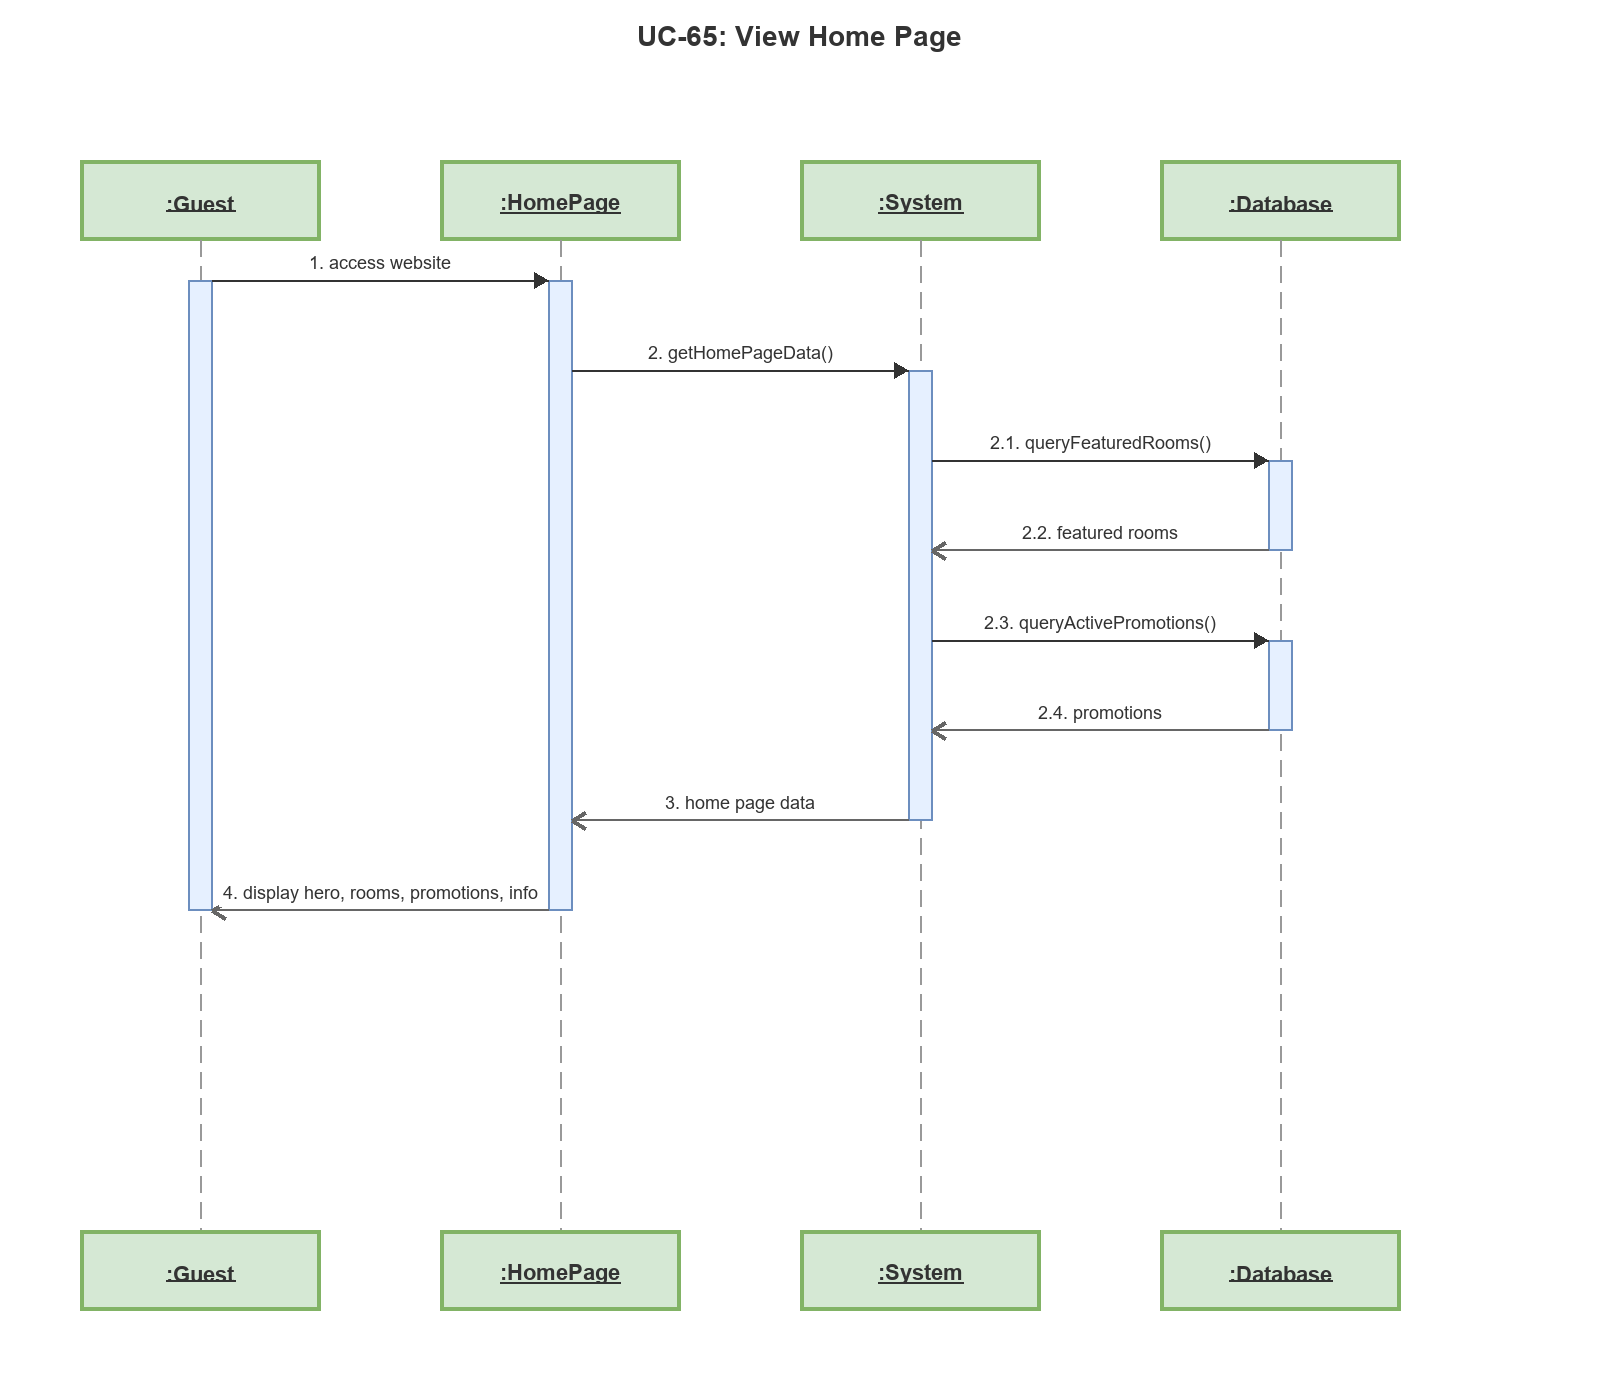 UC-65: View Home Page
:Guest
:HomePage
:System
:Database
1. access website
2. getHomePageData()
2.1. queryFeaturedRooms()
2.2. featured rooms
2.3. queryActivePromotions()
2.4. promotions
3. home page data
4. display hero, rooms, promotions, info
:Guest
:HomePage
:System
:Database